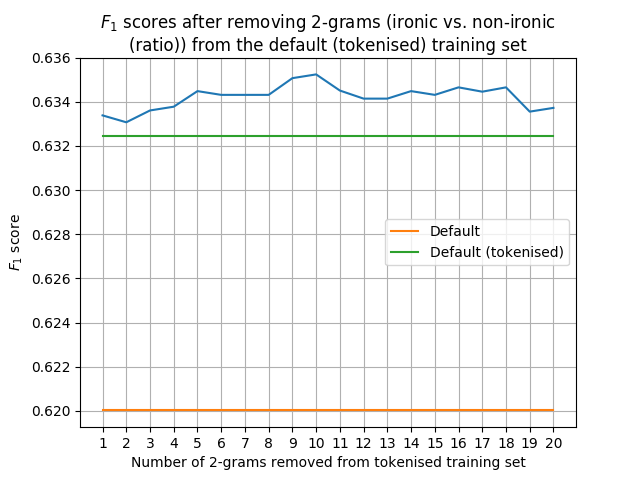 F1 scores after removing 2-grams (ironic vs. non-ironic
(ratio)) from the default (tokenised) training set
0.636
0.634
0.632
0.630
0.628
0.626
0.624
0.622
0.620
F1 score
Default
Default (tokenised)
1 2 3 4 5 6 7 8 9 10 11 12 13 14 15 16 17 18 19 20
Number of 2-grams removed from tokenised training set